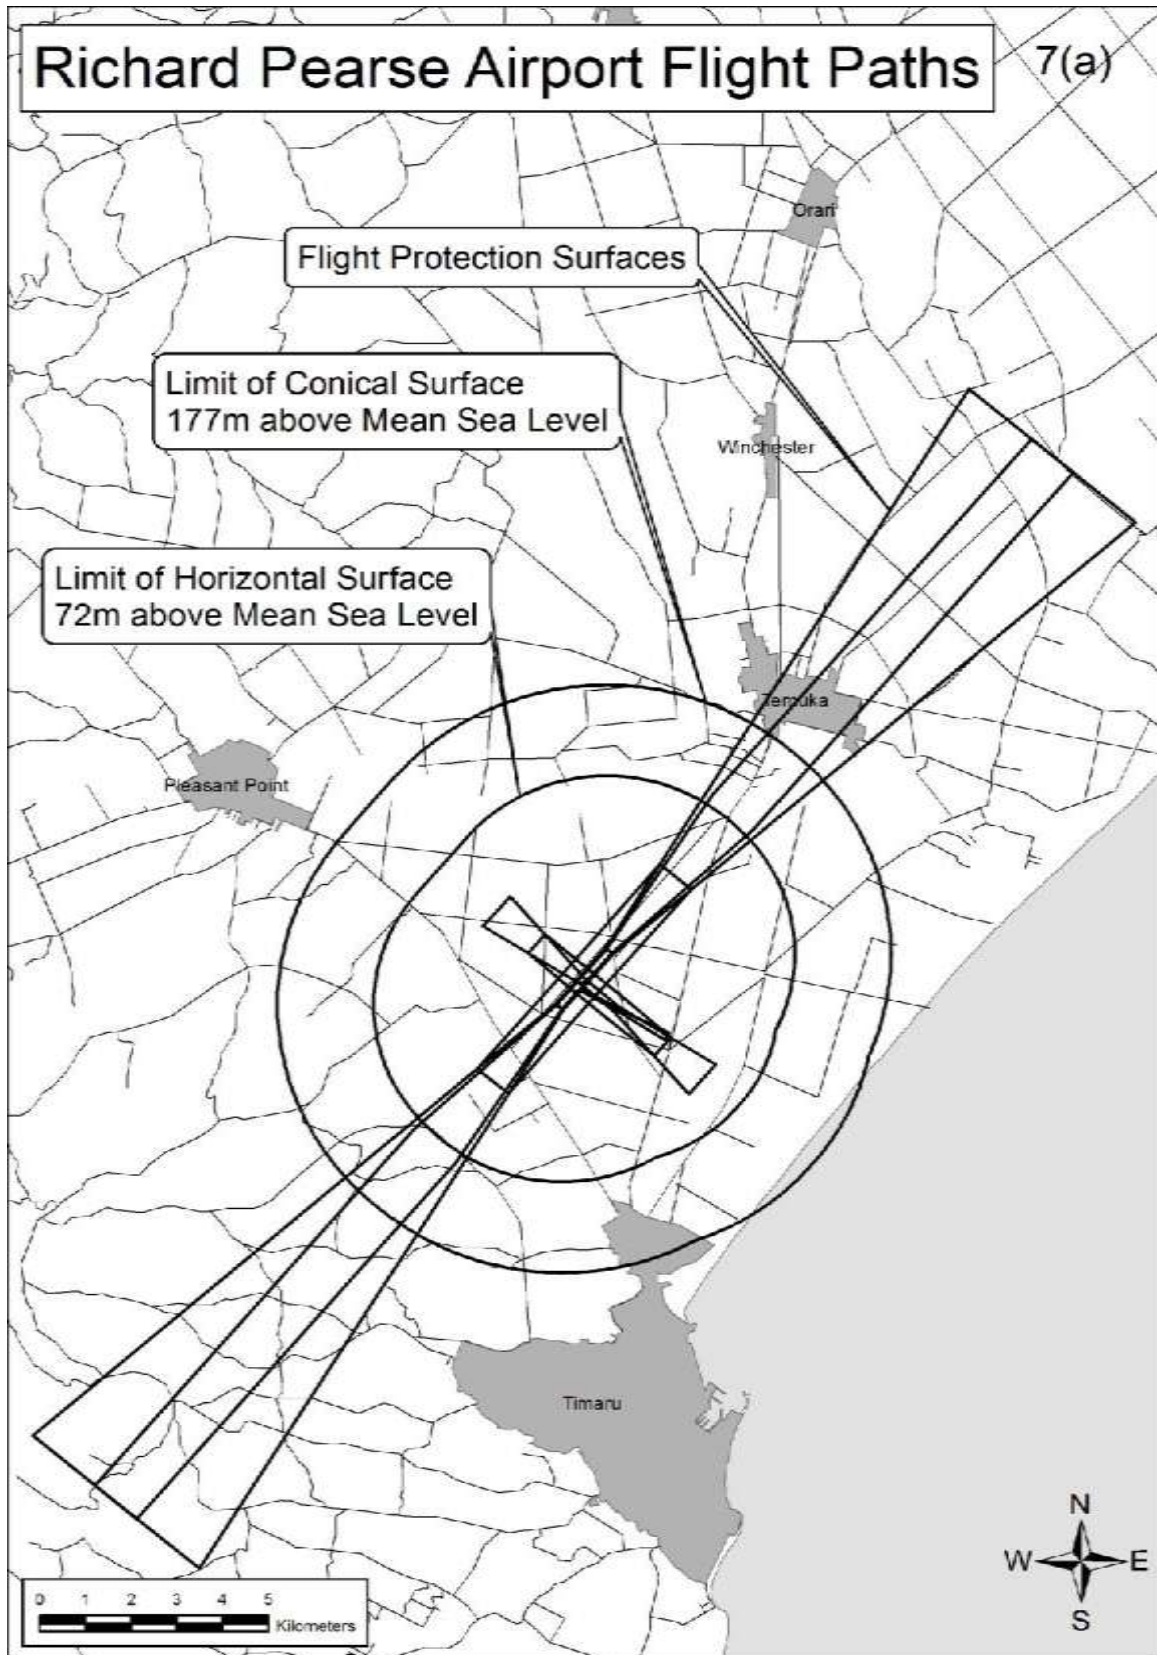 Richard Pearse Airport Flight Paths
7(a)
Orari
Flight Protection Surfaces
Limit of Conical Surface
177m above Mean Sea Level
Winchester
Limit of Horizontal Surface
72m above Mean Sea Level
Temuka
Pleasant Point
Timaru
N
W E
S
0 1 2 3 4 5
Kilometers